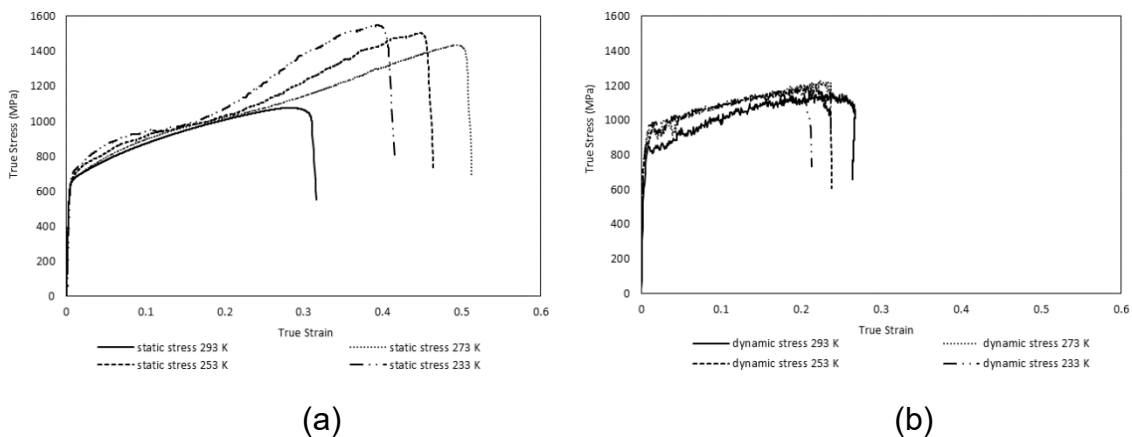 1600
1400
1200
1000
800
600
400
200
0
True Stress (MPa)
0 0.1 0.2 0.3 0.4 0.5 0.6
True Strain
static stress 293 K static stress 273 K
static stress 253 K static stress 233 K
(a)
1600
1400
1200
1000
800
600
400
200
0
True Stress (MPa)
0 0.1 0.2 0.3 0.4 0.5 0.6
True Strain
dynamic stress 293 K dynamic stress 273 K
dynamic stress 253 K dynamic stress 233 K
(b)